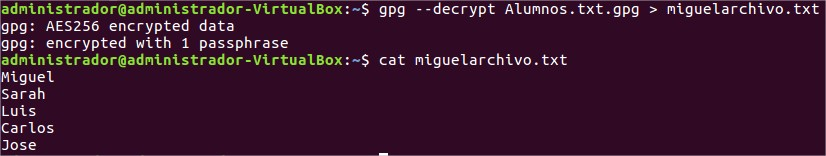 administrador@administrador-VirtualBox:~$ gpg --decrypt Alumnos.txt.gpg > miguelarchivo.txt
gpg: AES256 encrypted data
gpg: encrypted with 1 passphrase
administrador@administrador-VirtualBox:~$ cat miguelarchivo.txt
Miguel
Sarah
Luis
Carlos
Jose